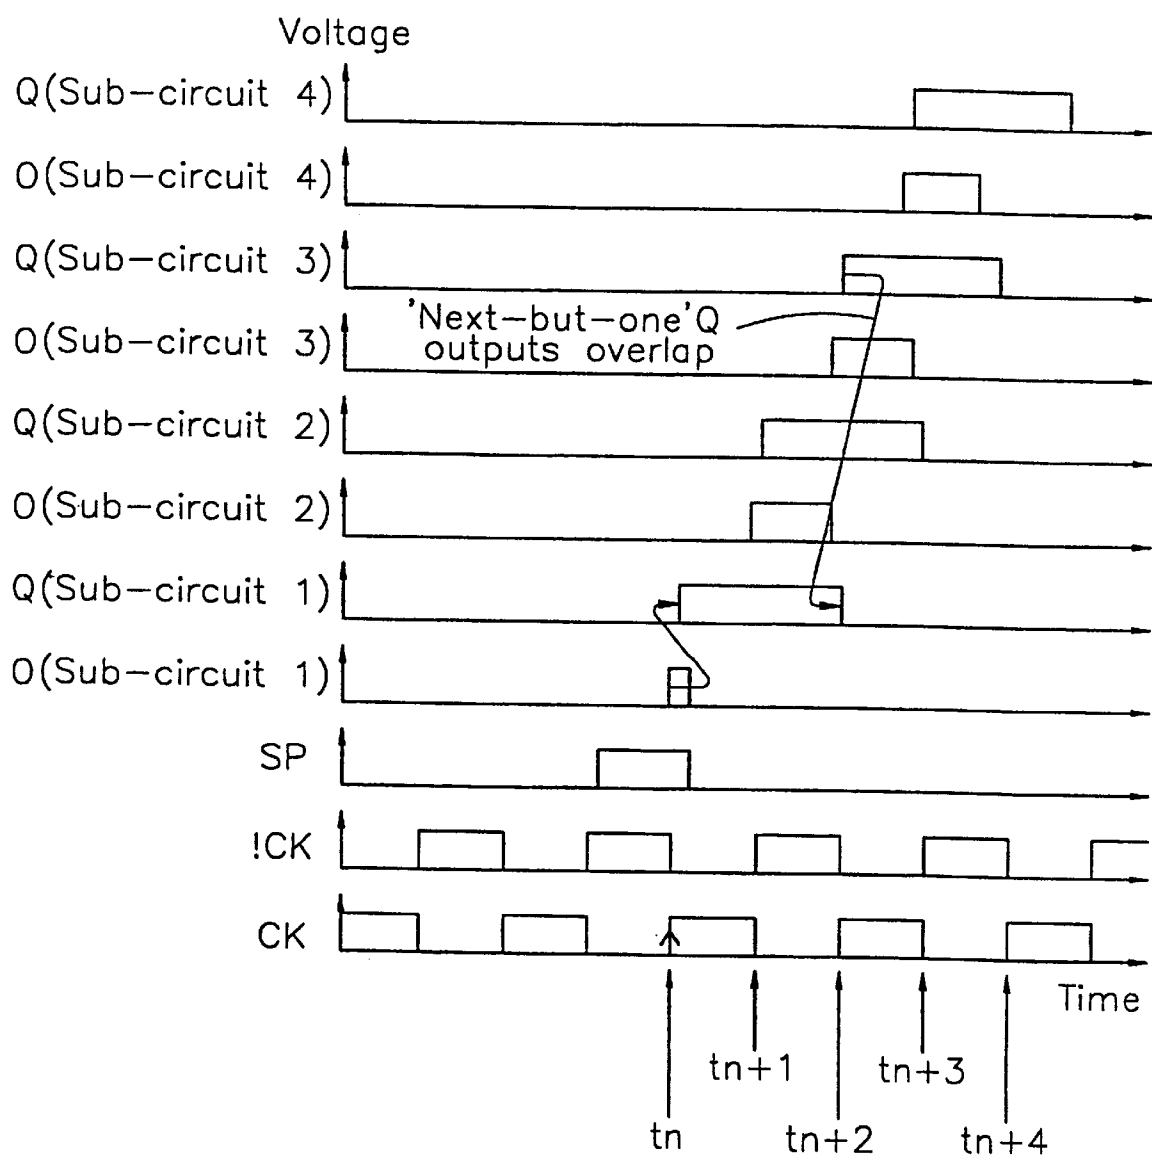 Voltage
Q(Sub-circuit 4)
O(Sub-circuit 4)
Q(Sub-circuit 3)
'Next-but-one'Q
outputs overlap
O(Sub-circuit 3)
Q(Sub-circuit 2)
O(Sub-circuit 2)
Q(Sub-circuit 1)
O(Sub-circuit 1)
SP
!CK
CK
Time
tn+1 tn+3
tn tn+2 tn+4